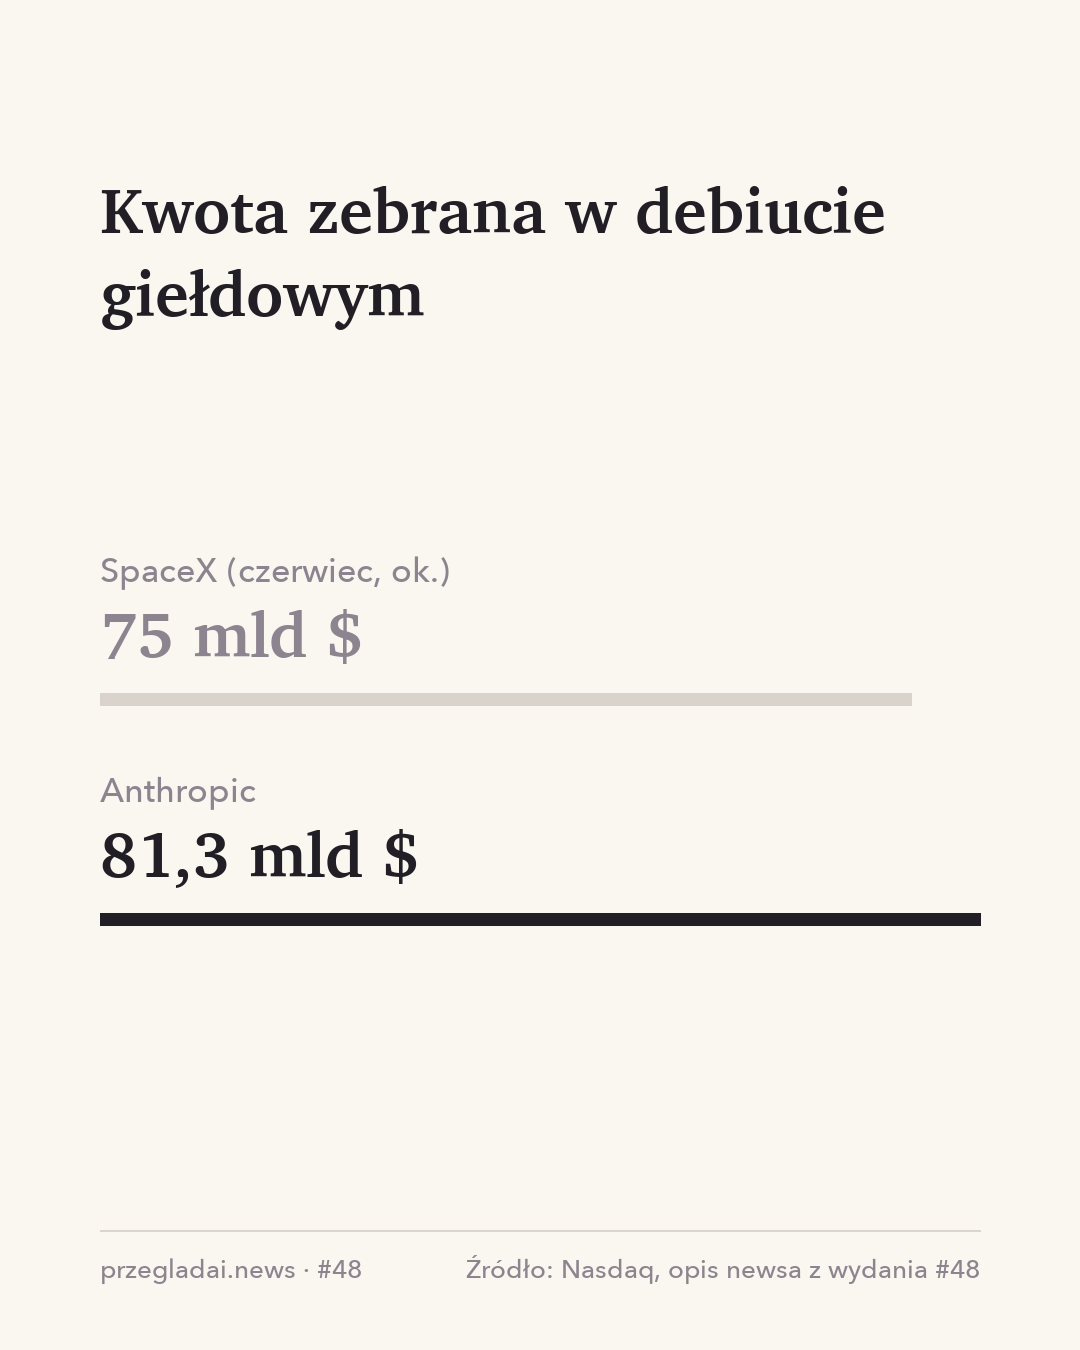 Kwota zebrana w debiucie
giełdowym
SpaceX (czerwiec, ok.)
75 mld $
Anthropic
81,3 mld $
przegladai.news · #48
Źródło: Nasdaq, opis newsa z wydania #48